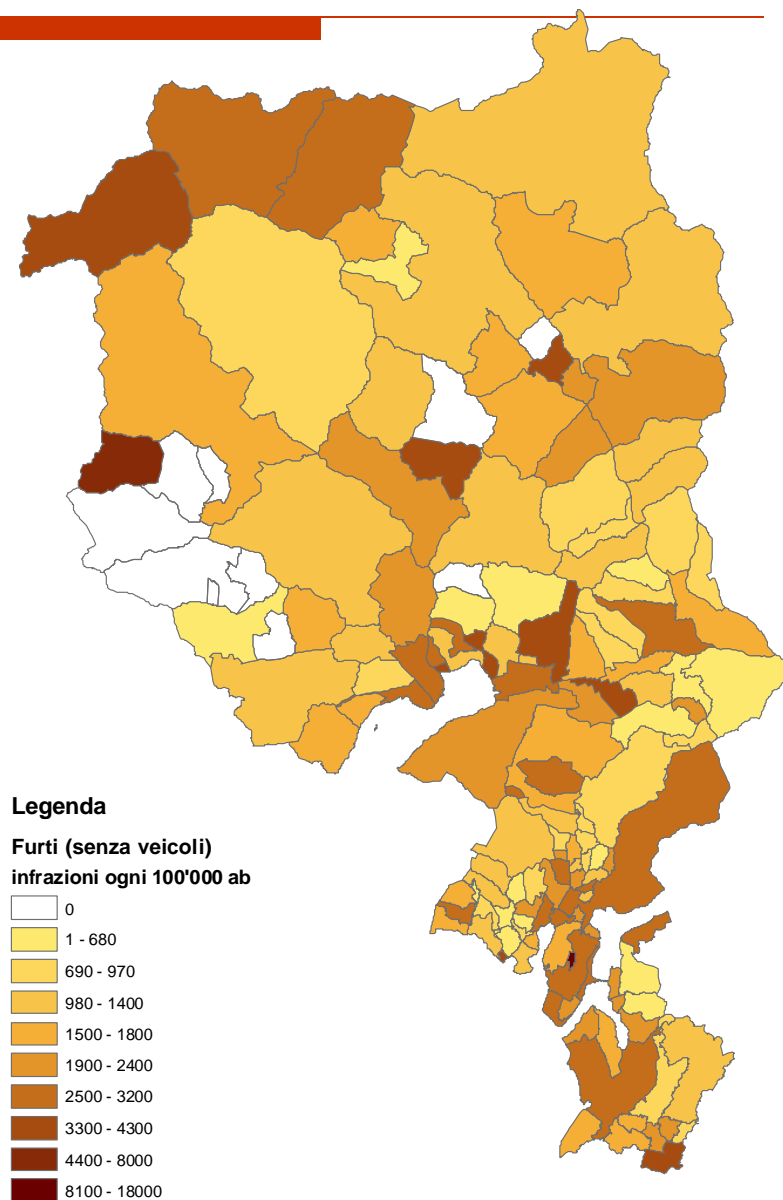 Legenda
Furti (senza veicoli)
infrazioni ogni 100'000 ab
0
1 - 680
690 - 970
980 - 1400
1500 - 1800
1900 - 2400
2500 - 3200
3300 - 4300
4400 - 8000
8100 - 18000